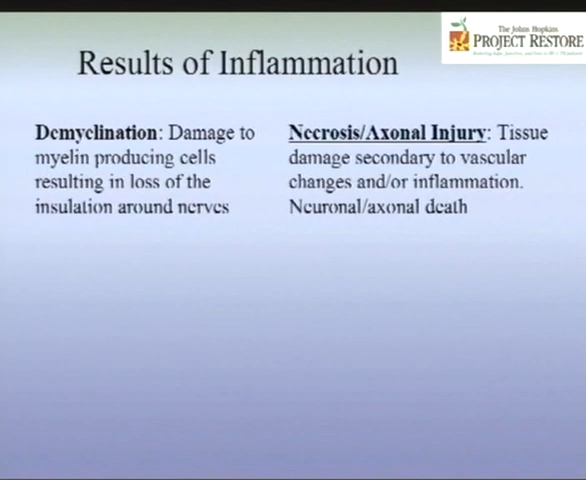 The Johns Hopkins
PROJECT RESTORE
Results of Inflammation
Demyelination: Damage to
myelin producing cells
resulting in loss of the
insulation around nerves
Necrosis/Axonal Injury: Tissue
damage secondary to vascular
changes and/or inflammation.
Neuronal/axonal death